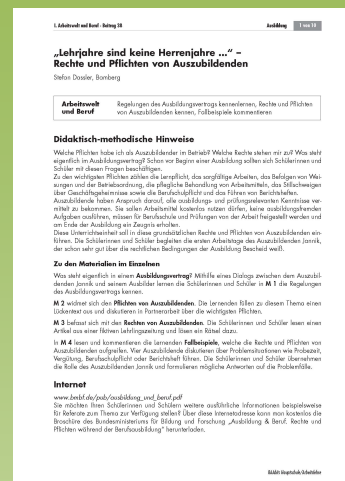 I. Arbeitswelt und Beruf - Beitrag 38 Ausbildung 1 von 18
„Lehrjahre sind keine Herrenjahre ...“ –
Rechte und Pflichten von Auszubildenden
Stefan Dassler, Bamberg
Arbeitswelt Regelungen des Ausbildungsvertrags kennenlernen, Rechte und Pflichten
und Beruf von Auszubildenden kennen, Fallbeispiele kommentieren
Didaktisch-methodische Hinweise
Welche Pflichten habe ich als Auszubildender im Betrieb? Welche Rechte stehen mir zu? Was steht
eigentlich im Ausbildungsvertrag? Schon vor Beginn einer Ausbildung sollten sich Schülerinnen und
Schüler mit diesen Fragen beschäftigen.
Zu den wichtigsten Pflichten zählen die Lernpflicht, das sorgfältige Arbeiten, das Befolgen von Wei-
sungen und der Betriebsordnung, die pflegliche Behandlung von Arbeitsmitteln, das Stillschweigen
über Geschäftsgeheimnisse sowie die Berufsschulpflicht und das Führen von Berichtsheften.
Auszubildende haben Anspruch darauf, alle ausbildungs- und prüfungsrelevanten Kenntnisse ver-
mittelt zu bekommen. Sie sollen Arbeitsmittel kostenlos nutzen dürfen, keine ausbildungsfremden
Aufgaben ausführen, müssen für Berufsschule und Prüfungen von der Arbeit freigestellt werden und
am Ende der Ausbildung ein Zeugnis erhalten.
Diese Unterrichtseinheit soll in diese grundsätzlichen Rechte und Pflichten von Auszubildenden ein-
führen. Die Schülerinnen und Schüler begleiten die ersten Arbeitstage des Auszubildenden Jannik,
der schon sehr gut über die rechtlichen Bedingungen der Ausbildung Bescheid weiß.
Zu den Materialien im Einzelnen
Was steht eigentlich in einem Ausbildungsvertrag? Mithilfe eines Dialogs zwischen dem Auszubil-
denden Jannik und seinem Ausbilder lernen die Schülerinnen und Schüler in M 1 die Regelungen
des Ausbildungsvertrags kennen.
M 2 widmet sich den Pflichten von Auszubildenden. Die Lernenden füllen zu diesem Thema einen
Lückentext aus und diskutieren in Partnerarbeit über die wichtigsten Pflichten.
M 3 befasst sich mit den Rechten von Auszubildenden. Die Schülerinnen und Schüler lesen einen
Artikel aus einer fiktiven Lehrlingszeitung und lösen ein Rätsel dazu.
In M 4 lesen und kommentieren die Lernenden Fallbeispiele, welche die Rechte und Pflichten von
Auszubildenden aufgreifen. Vier Auszubildende diskutieren über Problemsituationen wie Probezeit,
Vergütung, Berufsschulpflicht oder Berichtsheft führen. Die Schülerinnen und Schüler übernehmen
die Rolle des Auszubildenden Jannik und formulieren mögliche Antworten auf die Problemfälle.
Internet
www.bmbf.de/pub/ausbildung_und_beruf.pdf
Sie möchten Ihren Schülerinnen und Schülern weitere ausführliche Informationen beispielsweise
für Referate zum Thema zur Verfügung stellen? Über diese Internetadresse kann man kostenlos die
Broschüre des Bundesministeriums für Bildung und Forschung „Ausbildung & Beruf. Rechte und
Pflichten während der Berufsausbildung“ herunterladen.